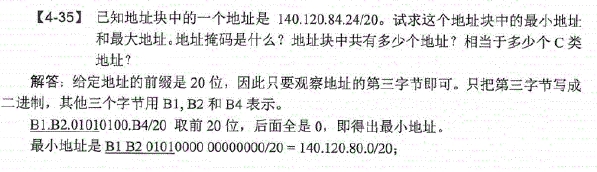 【4-35】 已知地址块中的一个地址是 140.120.84.24/20。试求这个地址块中的最小地址
和最大地址。地址掩码是什么？地址块中共有多少个地址？相当于多少个 C 类
地址？
解答：给定地址的前缀是 20 位，因此只要观察地址的第三字节即可。只把第三字节写成
二进制，其他三个字节用 B1, B2 和 B4 表示。
B1.B2.01010100.B4/20 取前 20 位，后面全是 0，即得出最小地址。
最小地址是 B1 B2 01010000 00000000/20 = 140.120.80.0/20;